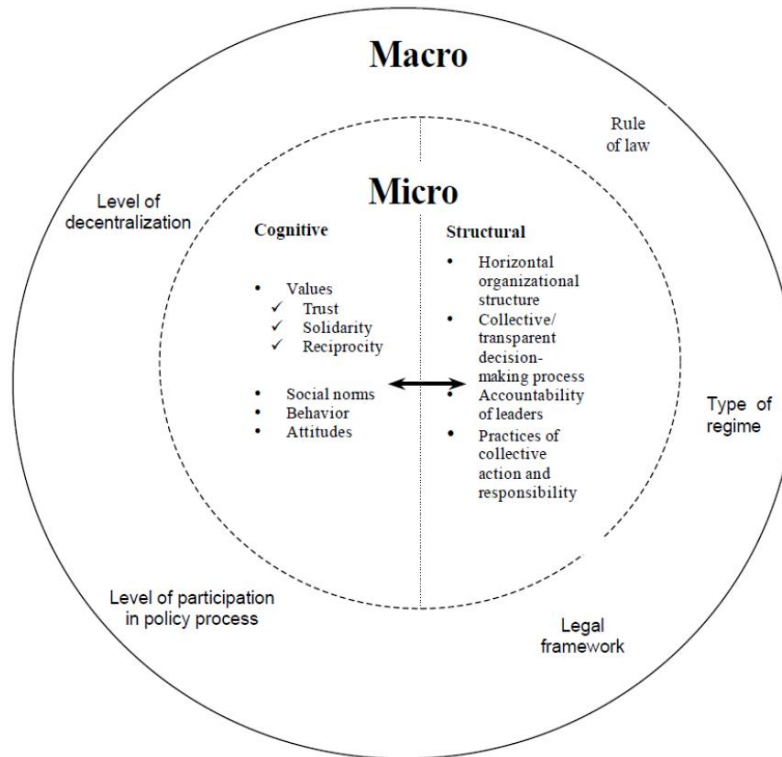 Macro
Rule
of law
Level of
decentralization
Micro
Cognitive
• Values
✓ Trust
✓ Solidarity
✓ Reciprocity
• Social norms
• Behavior
• Attitudes
Structural
• Horizontal
organizational
structure
• Collective/
transparent
decision-
making process
• Accountability
of leaders
• Practices of
collective
action and
responsibility
Type of
regime
Level of participation
in policy process
Legal
framework